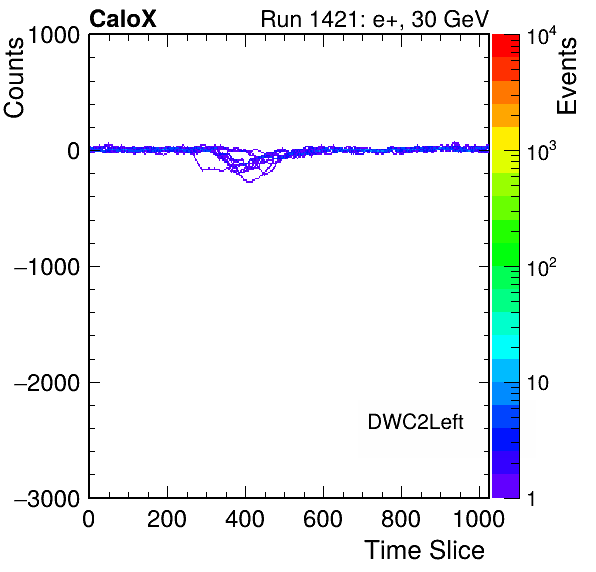 CaloX Run 1421: e+, 30 GeV
Counts
Events
1000
0
−1000
−2000
−3000
0 200 400 600 800 1000
Time Slice
DWC2Left
10⁴
10³
10²
10
1